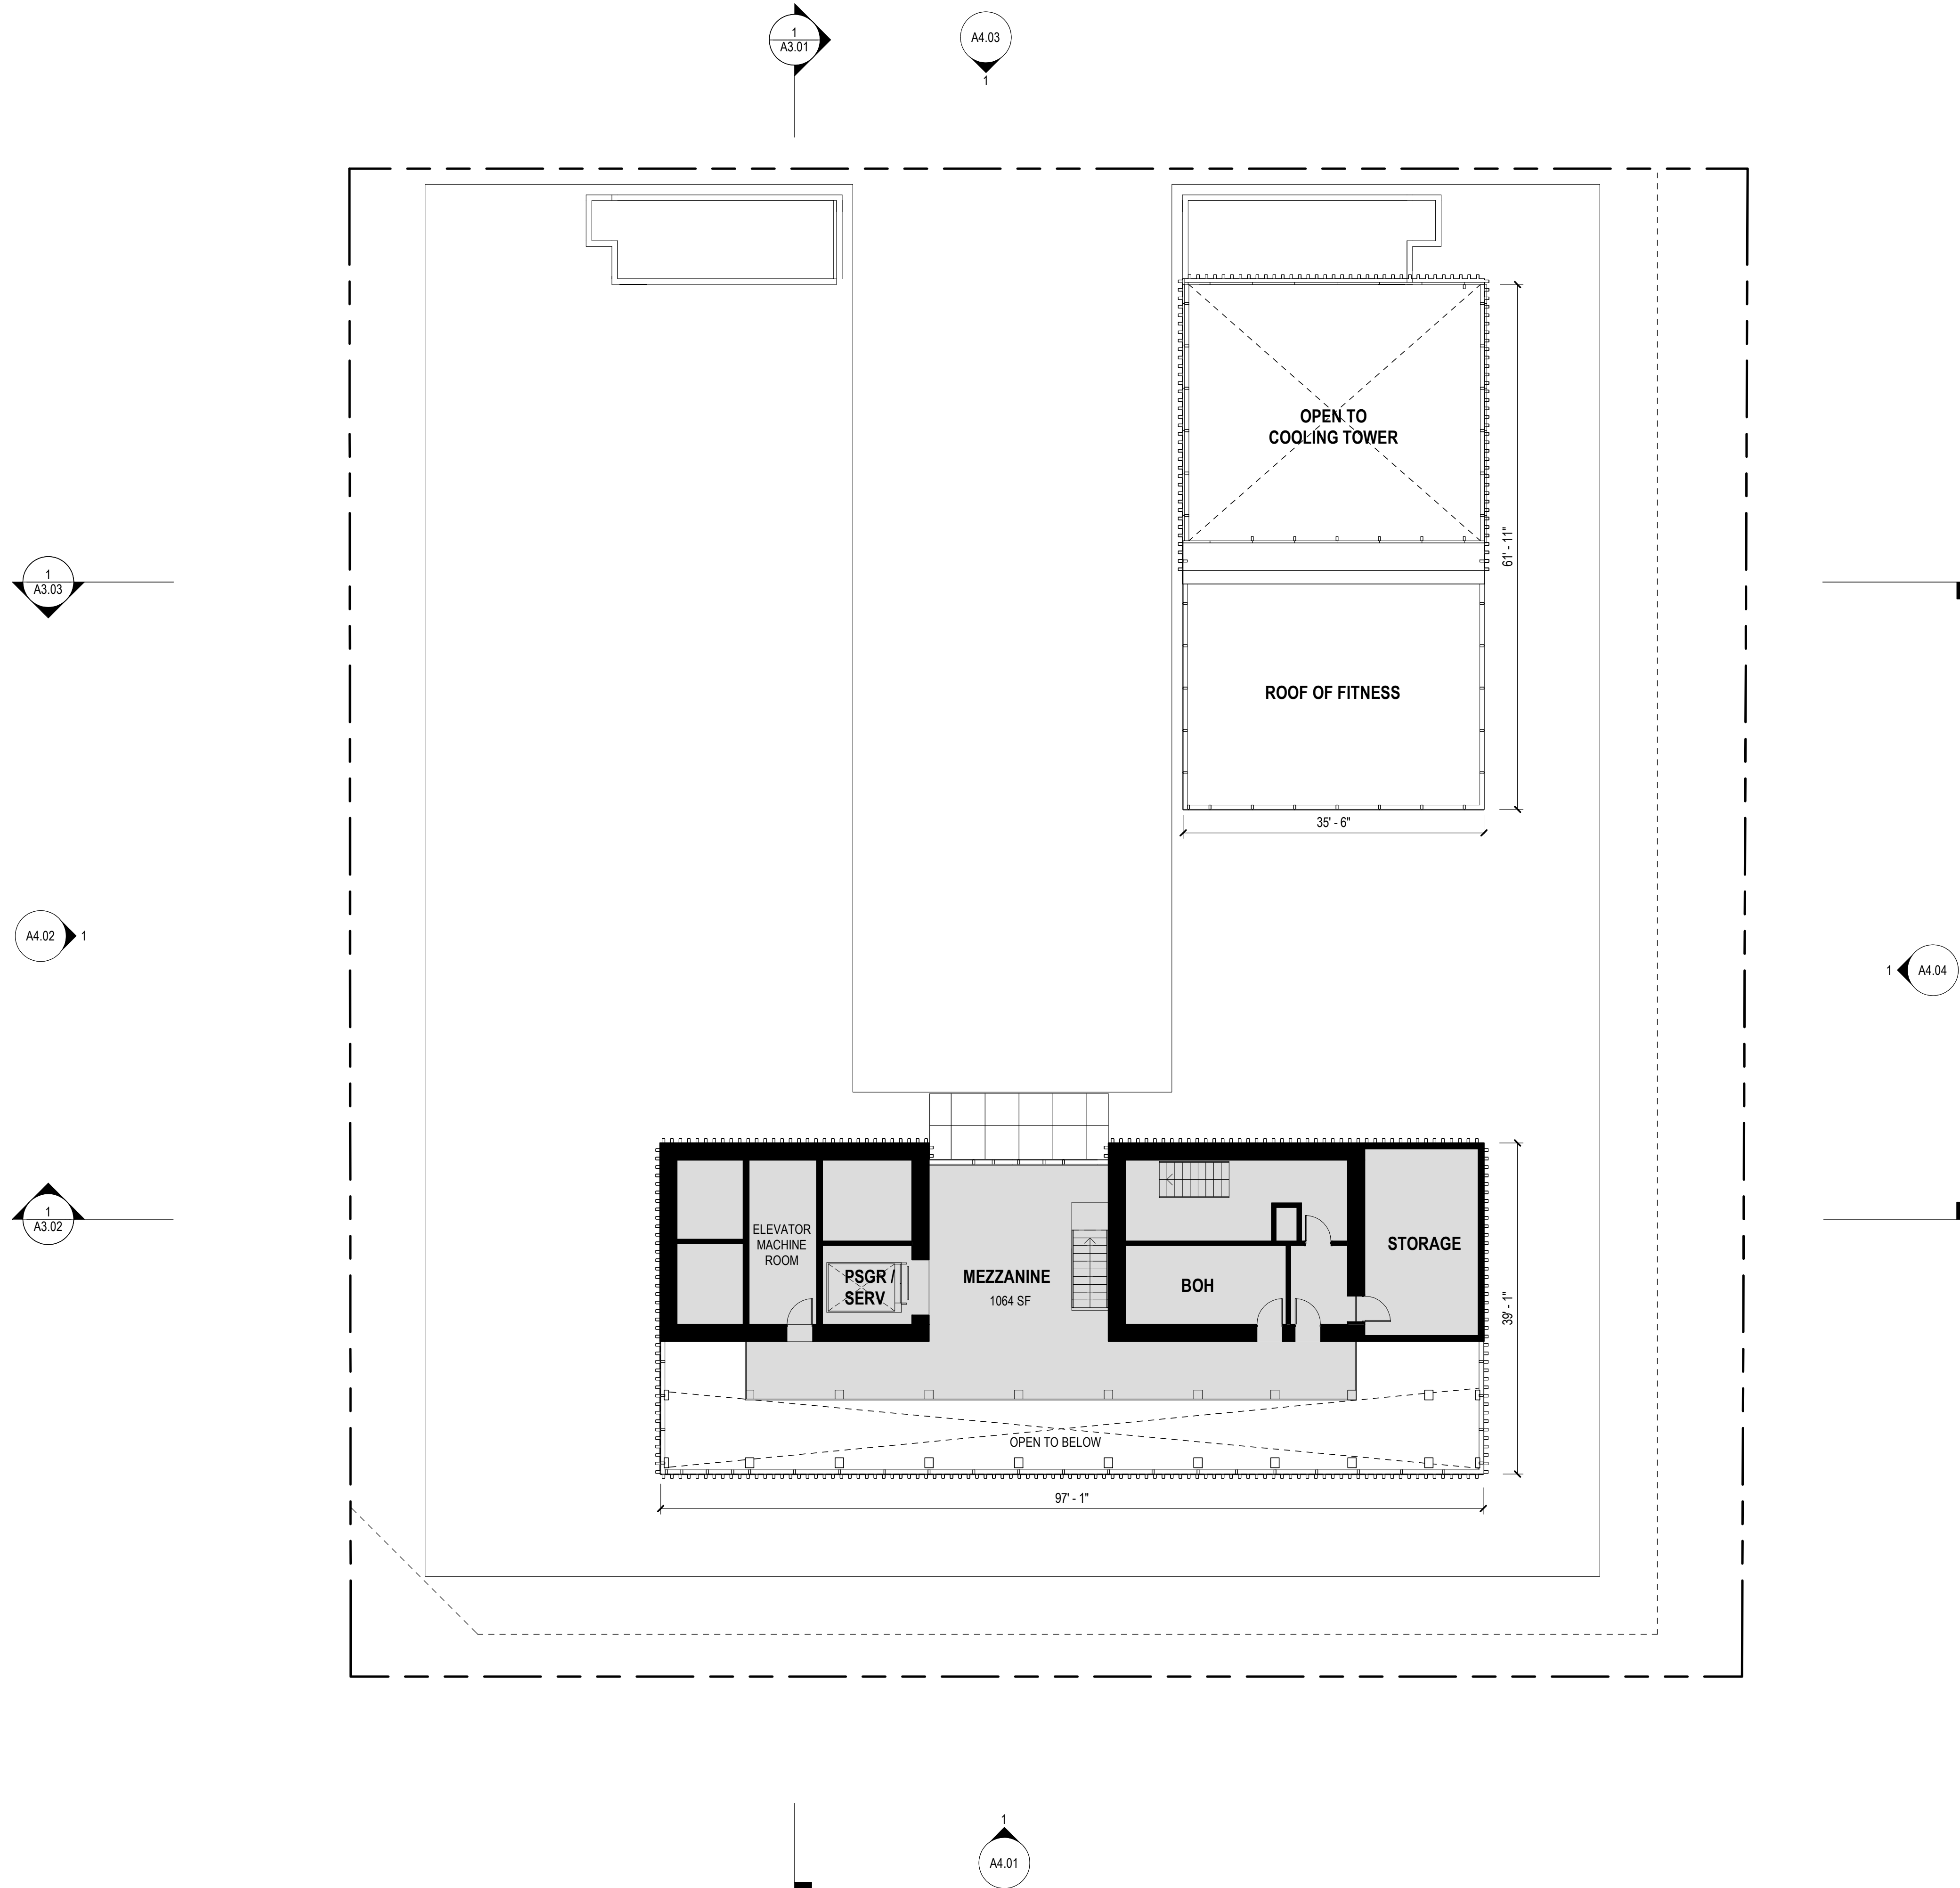 1
A3.01
A4.03
1
OPEN TO
COOLING TOWER
61' - 11"
1
A3.03
ROOF OF FITNESS
35' - 6"
A4.02
1
1
A4.04
1
A3.02
ELEVATOR
MACHINE
ROOM
PSGR /
SERV
MEZZANINE
1064 SF
BOH
STORAGE
39' - 1"
OPEN TO BELOW
97' - 1"
1
A4.01